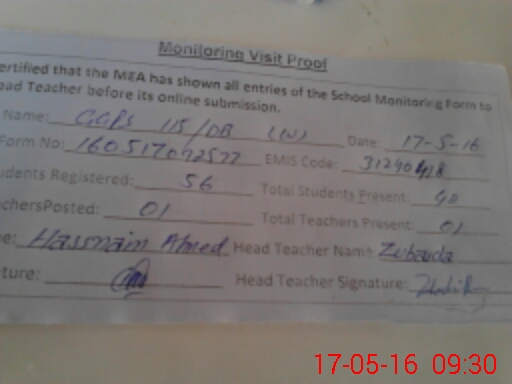 Monitoring Visit Proof
ertified that the MEA has shown all entries of the School Monitoring Form to
ead Teacher before its online submission.
Name: GGPS 115/DB (W) Date: 17-5-16
Form No: 160517092577 EMIS Code: 31240418
udents Registered: 56 Total Students Present: 40
achersPosted: 01 Total Teachers Present: 01
e: Hassnain Ahmed Head Teacher Name: Zubauda
ture: Head Teacher Signature:
17-05-16 09:30